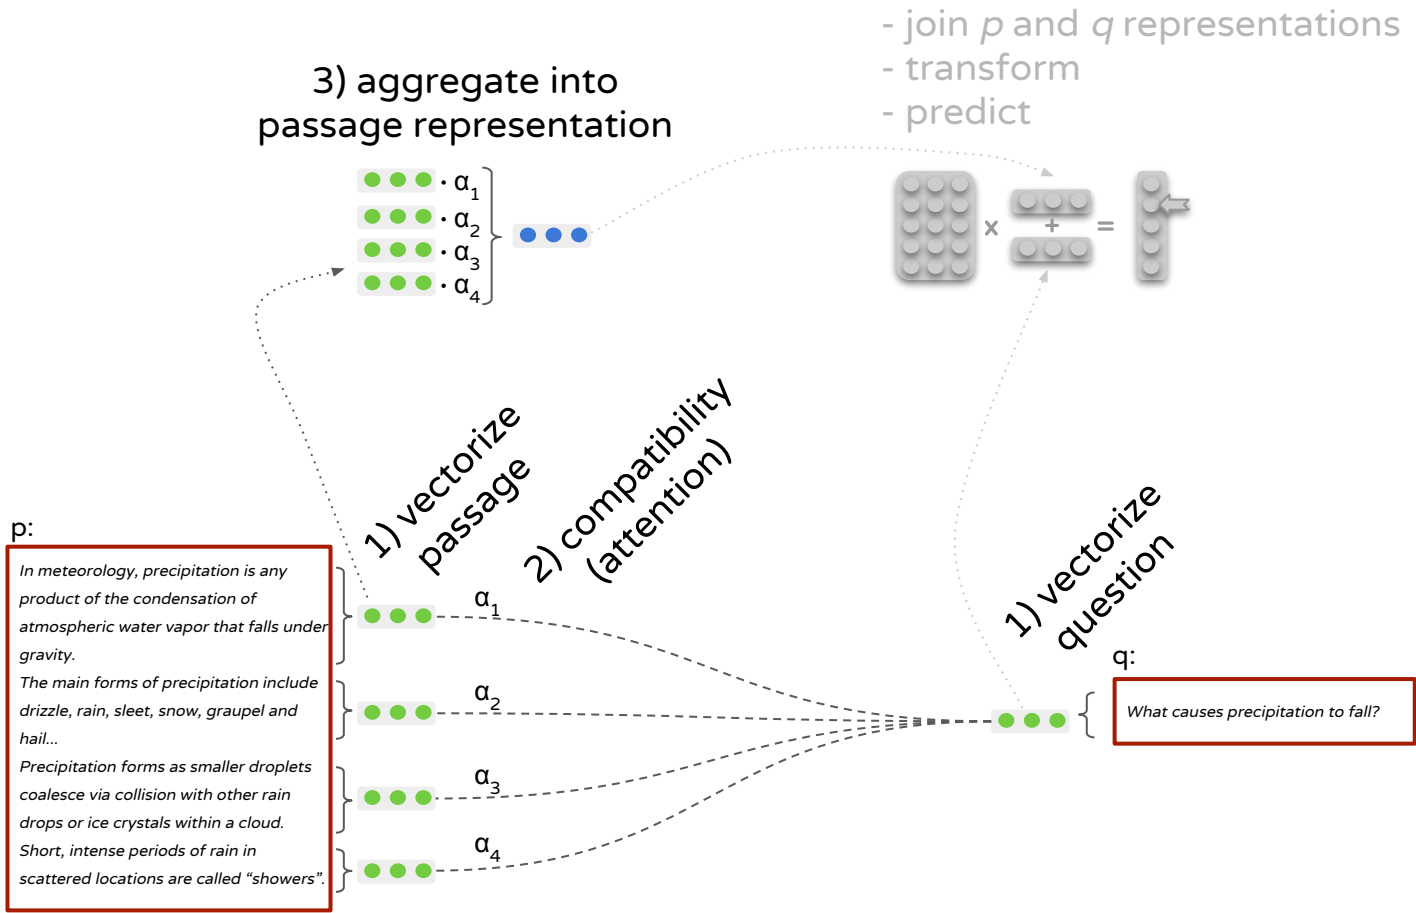 - join p and q representations
- transform
- predict
3) aggregate into
passage representation
· α1
· α2
· α3
· α4
x
+
=
1) vectorize
passage
2) compatibility
(attention)
1) vectorize
question
p:
In meteorology, precipitation is any
product of the condensation of
atmospheric water vapor that falls under
gravity.
The main forms of precipitation include
drizzle, rain, sleet, snow, graupel and
hail...
Precipitation forms as smaller droplets
coalesce via collision with other rain
drops or ice crystals within a cloud.
Short, intense periods of rain in
scattered locations are called “showers”.
α1
α2
α3
α4
q:
What causes precipitation to fall?